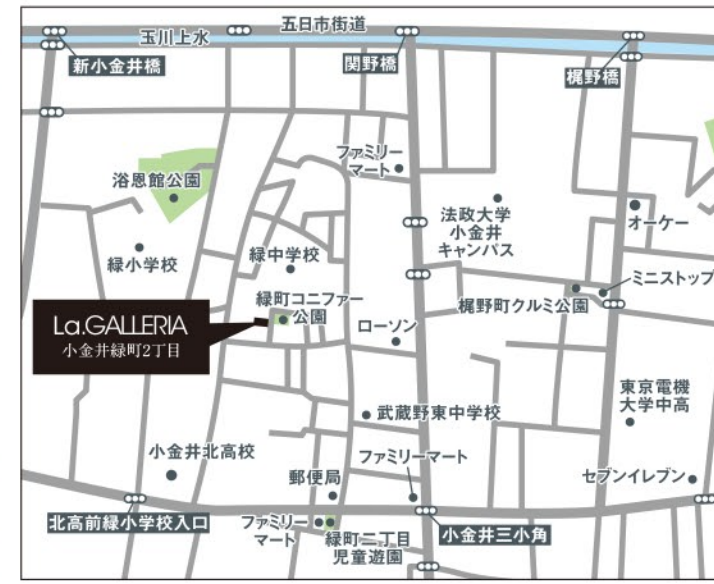 五日市街道
玉川上水
新小金井橋
関野橋
梶野橋
ファミリー
マート
浴恩館公園
法政大学
小金井
キャンパス
オーケー
緑小学校
緑中学校
ミニストップ
緑町コニファー
公園
梶野町クルミ公園
La.GALLERIA
小金井緑町2丁目
ローソン
東京電機
大学中高
武蔵野東中学校
小金井北高校
ファミリーマート
郵便局
セブンイレブン
北高前緑小学校入口
ファミリー
マート
緑町二丁目
児童遊園
小金井三小角